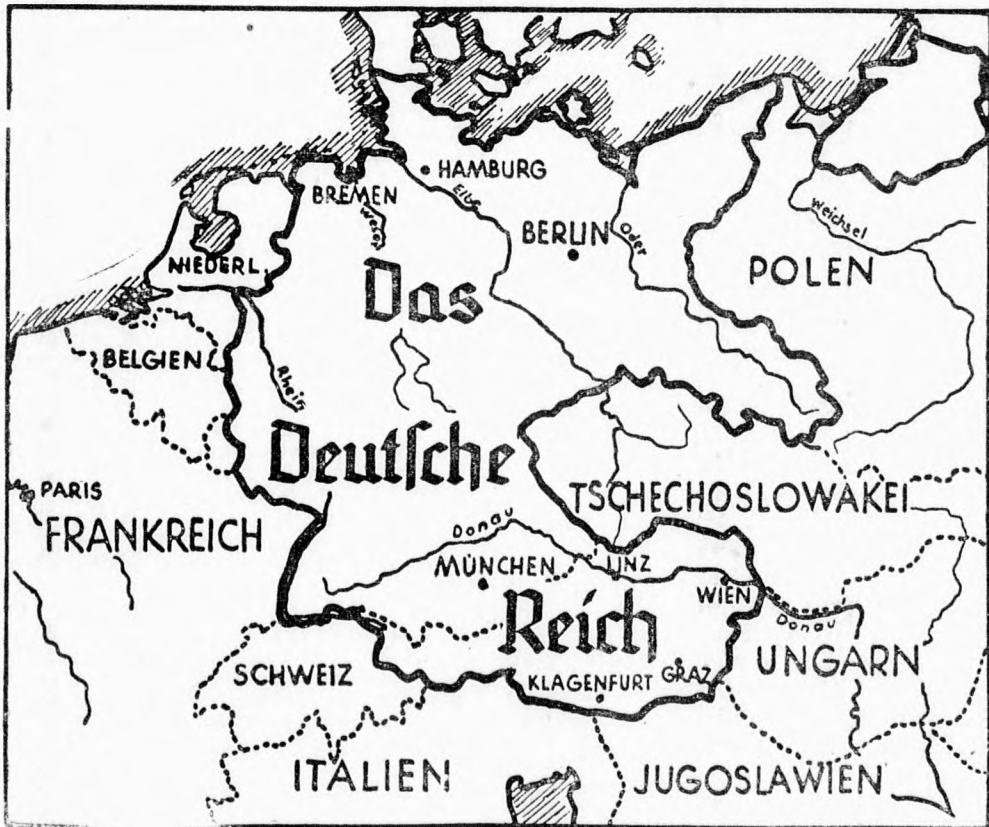 HAMBURG
BREMEN
Elbe
Weser
BERLIN
Oder
Weichsel
NIEDERL.
Das
POLEN
BELGIEN
Rhein
Deutsche
PARIS
TSCHECHOSLOWAKEI
FRANKREICH
Donau
MÜNCHEN
LINZ
WIEN
Reich
Donau
UNGARN
SCHWEIZ
KLAGENFURT
GRAZ
ITALIEN
JUGOSLAWIEN